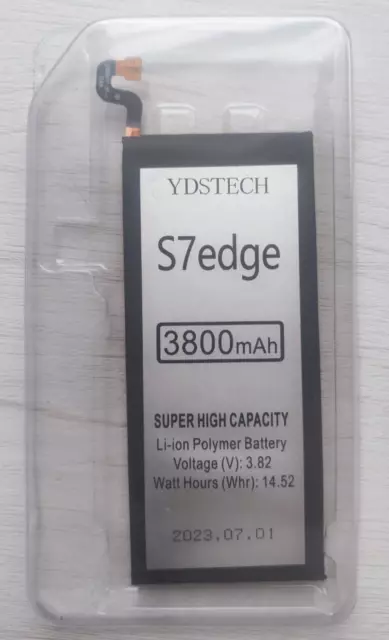 YDSTECH
S7edge
3800mAh
SUPER HIGH CAPACITY
Li-ion Polymer Battery
Voltage (V): 3.82
Watt Hours (Whr): 14.52
2023.07.01